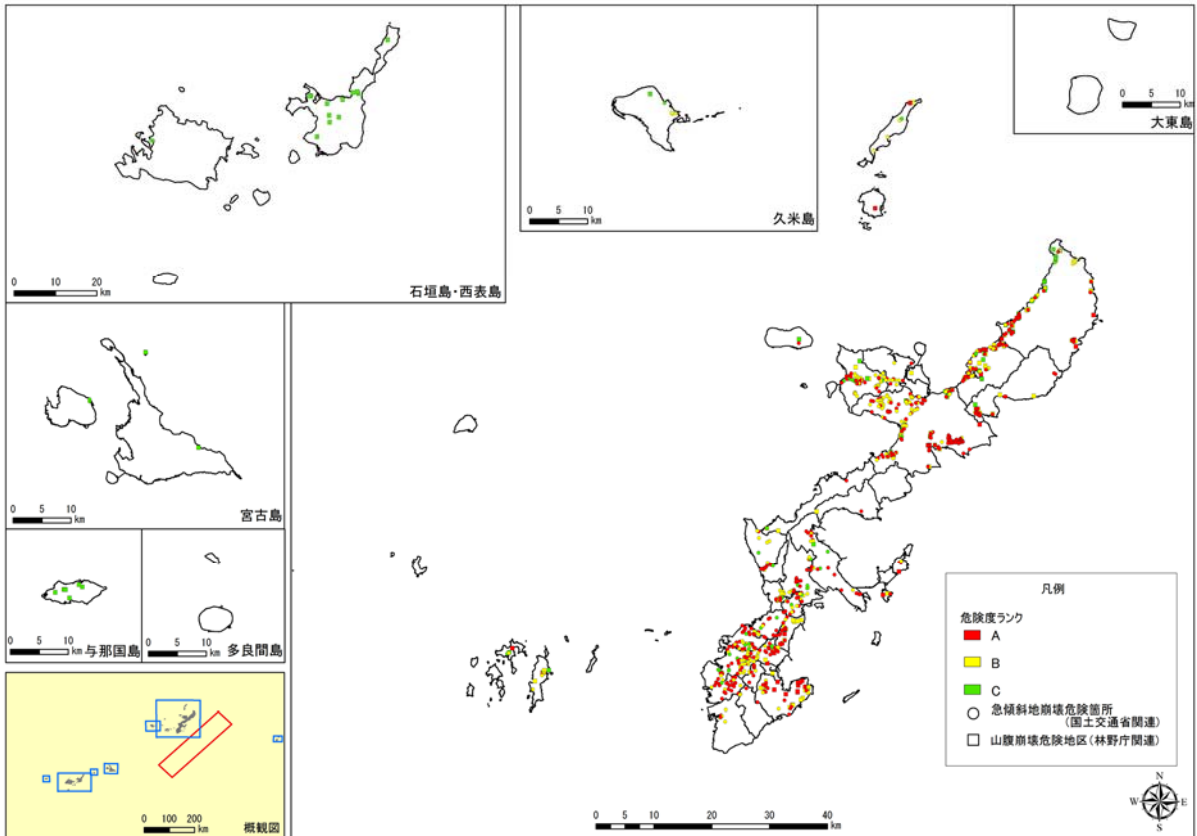 0 10 20
km
石垣島・西表島
0 5 10
km
久米島
0 5 10
km
大東島
0 5 10
km
宮古島
0 5 10
km
与那国島
0 5 10
km
多良間島
0 100 200
km
概観図
凡例
危険度ランク
A
B
C
急傾斜地崩壊危険箇所
(国土交通省関連)
山腹崩壊危険地区(林野庁関連)
N
W E
S
0 5 10 20 30 40
km